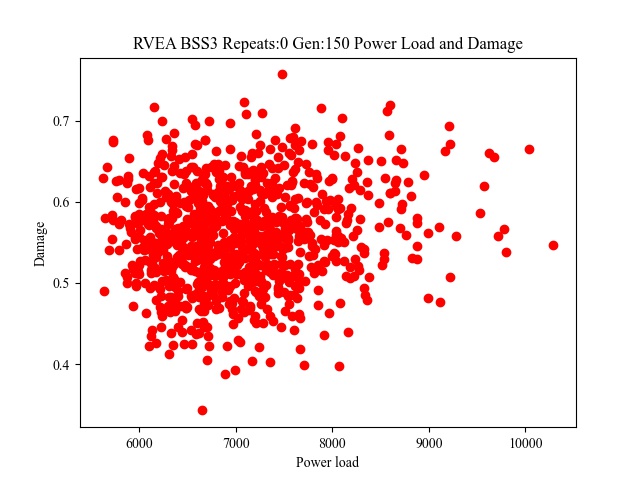 RVEA BSS3 Repeats:0 Gen:150 Power Load and Damage
0.7
0.6
0.5
0.4
Damage
6000 7000 8000 9000 10000
Power load